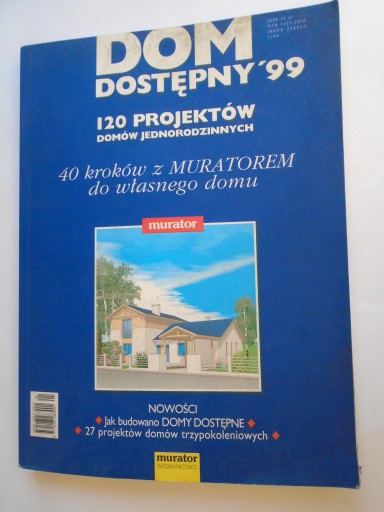 DOM
DOSTĘPNY '99
120 PROJEKTÓW
DOMÓW JEDNORODZINNYCH
40 kroków z MURATOREM
do własnego domu
murator
NOWOŚCI
◆ Jak budowano DOMY DOSTĘPNE ◆
◆ 27 projektów domów trzypokoleniowych ◆
murator
WYDAWNICTWO